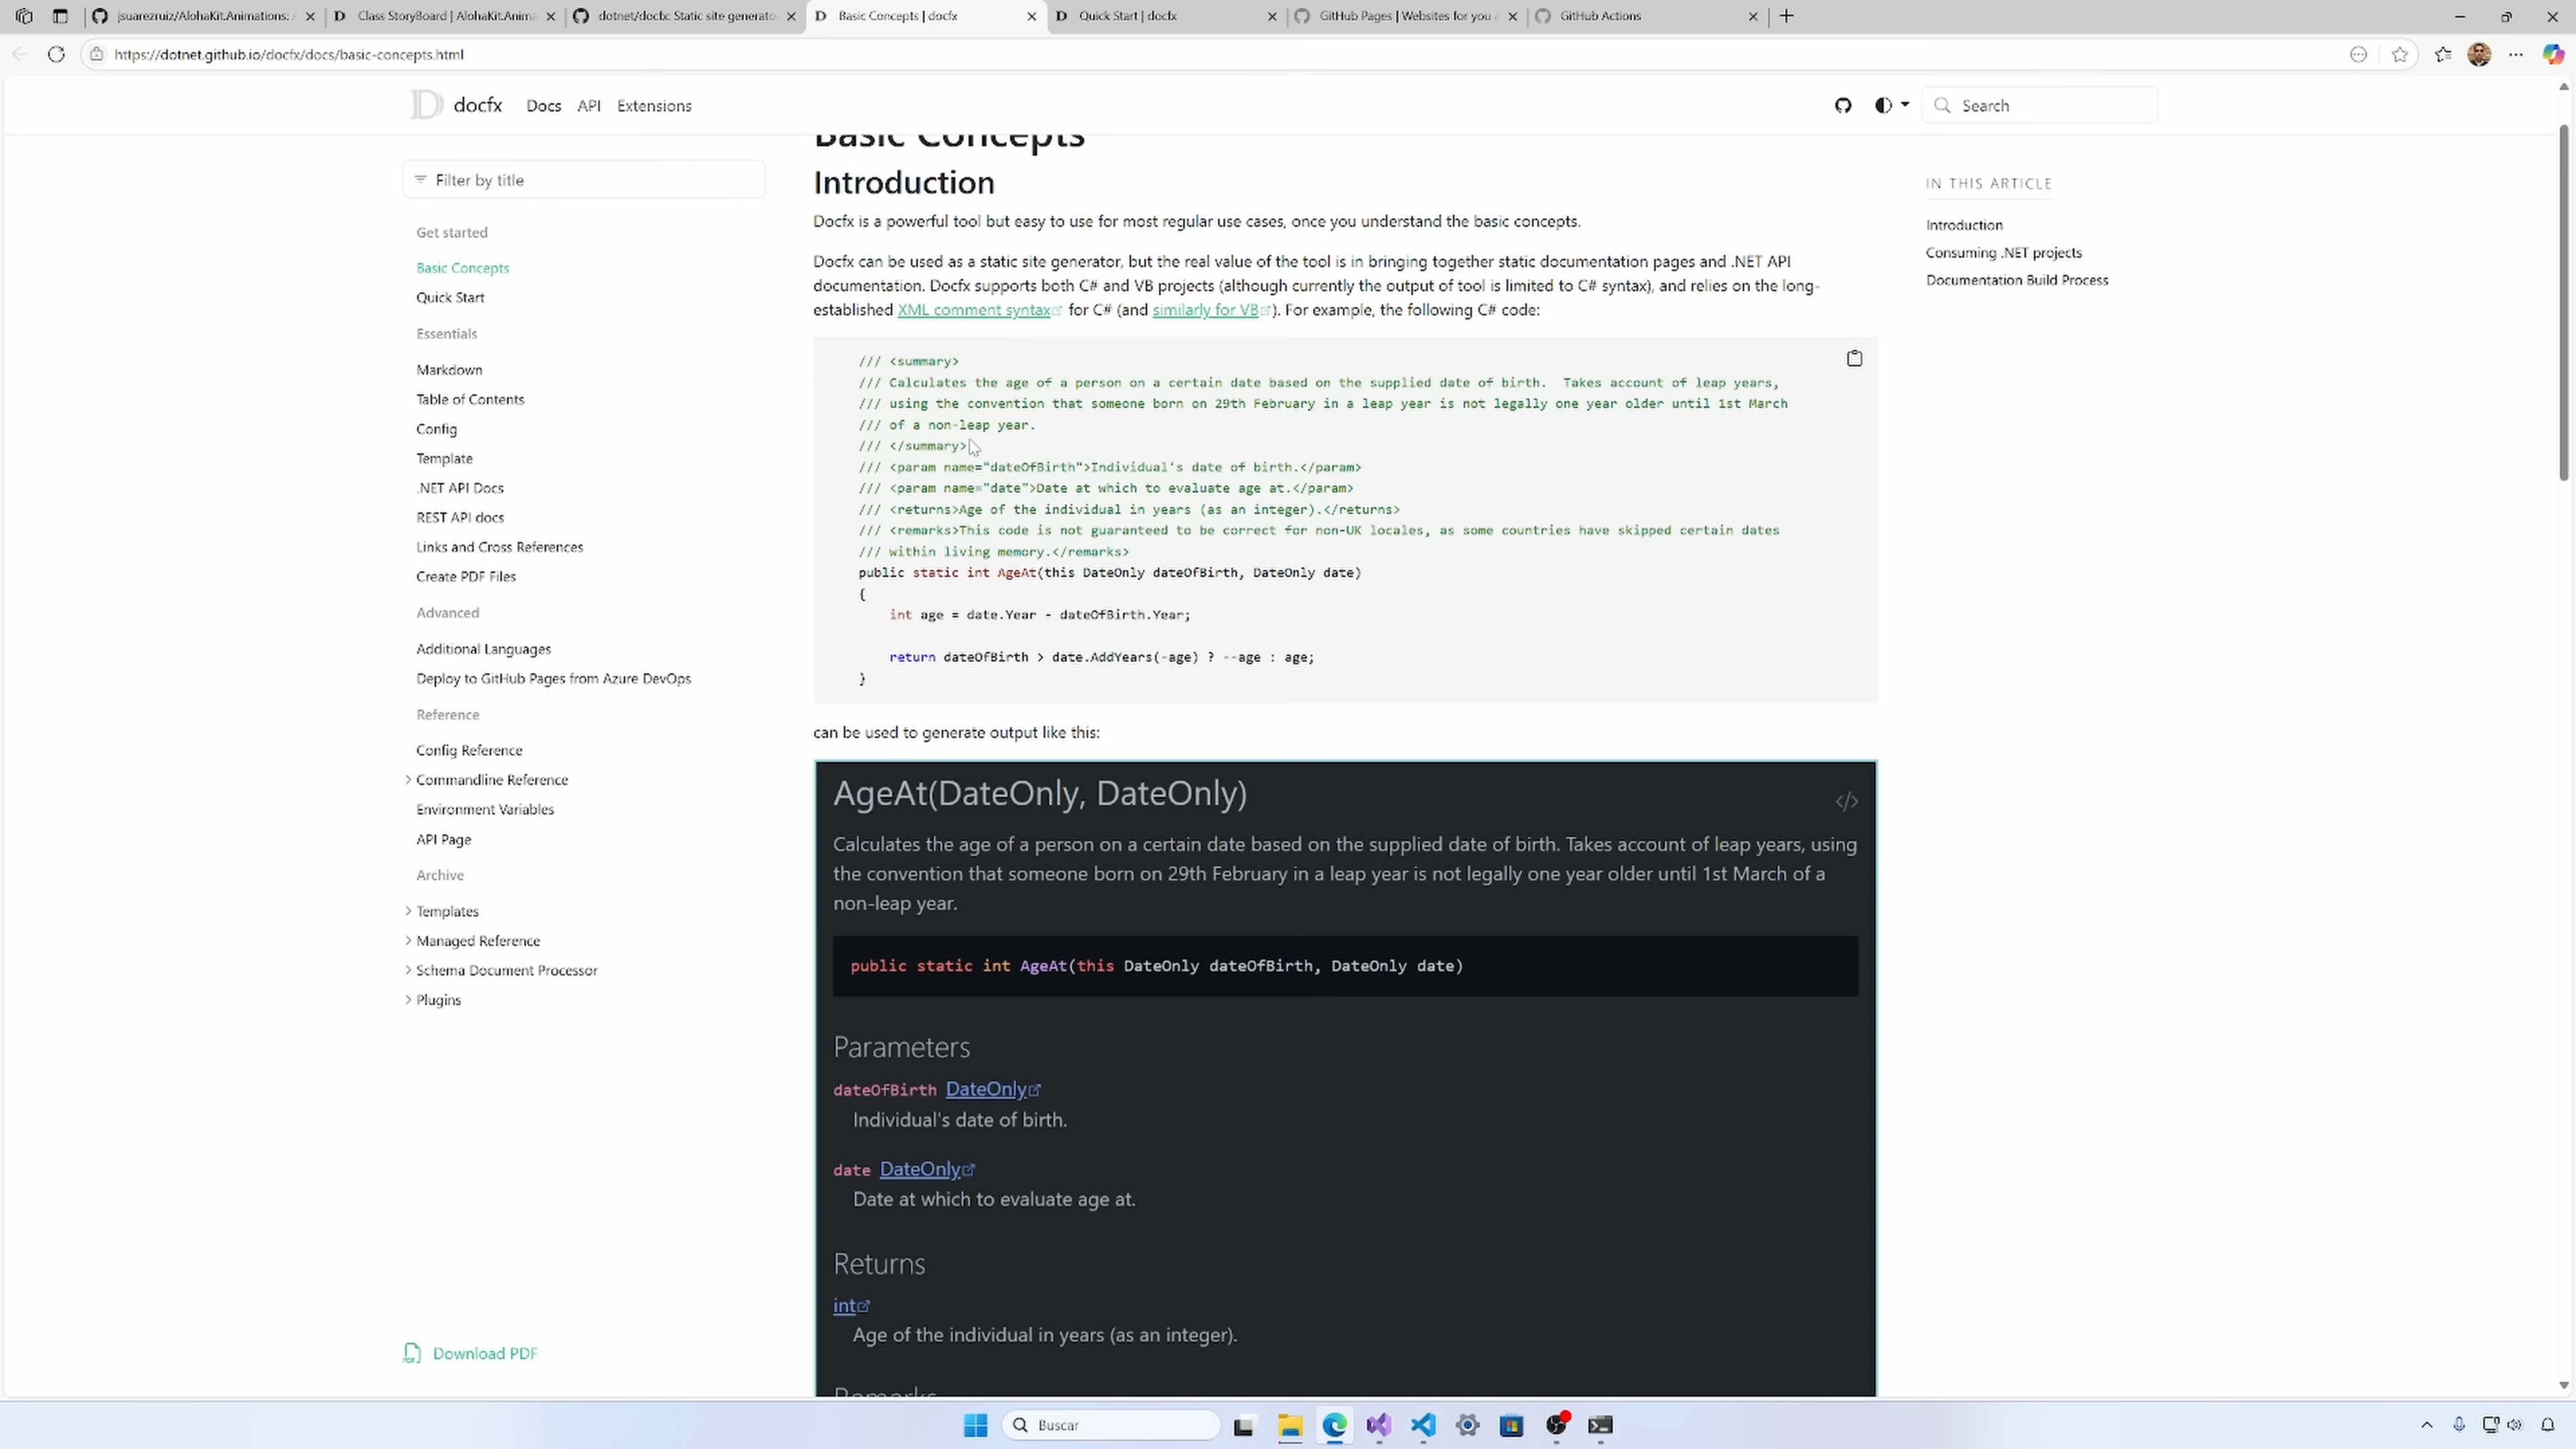 jsuarezruiz/AlohaKit.Animations: A
Class StoryBoard | AlohaKit.Anima
dotnet/docfx: Static site generator
Basic Concepts | docfx
Quick Start | docfx
GitHub Pages | Websites for you a
GitHub Actions
https://dotnet.github.io/docfx/docs/basic-concepts.html
docfx
Docs
API
Extensions
Search
Filter by title
Get started
Basic Concepts
Quick Start
Essentials
Markdown
Table of Contents
Config
Template
.NET API Docs
REST API docs
Links and Cross References
Create PDF Files
Advanced
Additional Languages
Deploy to GitHub Pages from Azure DevOps
Reference
Config Reference
Commandline Reference
Environment Variables
API Page
Archive
Templates
Managed Reference
Schema Document Processor
Plugins
Download PDF
Basic Concepts
Introduction
Docfx is a powerful tool but easy to use for most regular use cases, once you understand the basic concepts.
Docfx can be used as a static site generator, but the real value of the tool is in bringing together static documentation pages and .NET API
documentation. Docfx supports both C# and VB projects (although currently the output of tool is limited to C# syntax), and relies on the long-
established XML comment syntax for C# (and similarly for VB). For example, the following C# code:
/// <summary>
/// Calculates the age of a person on a certain date based on the supplied date of birth.  Takes account of leap years,
/// using the convention that someone born on 29th February in a leap year is not legally one year older until 1st March
/// of a non-leap year.
/// </summary>
/// <param name="dateOfBirth">Individual's date of birth.</param>
/// <param name="date">Date at which to evaluate age at.</param>
/// <returns>Age of the individual in years (as an integer).</returns>
/// <remarks>This code is not guaranteed to be correct for non-UK locales, as some countries have skipped certain dates
/// within living memory.</remarks>
public static int AgeAt(this DateOnly dateOfBirth, DateOnly date)
{
    int age = date.Year - dateOfBirth.Year;
    return dateOfBirth > date.AddYears(-age) ? --age : age;
}
can be used to generate output like this:
AgeAt(DateOnly, DateOnly)
</>
Calculates the age of a person on a certain date based on the supplied date of birth. Takes account of leap years, using
the convention that someone born on 29th February in a leap year is not legally one year older until 1st March of a
non-leap year.
public static int AgeAt(this DateOnly dateOfBirth, DateOnly date)
Parameters
dateOfBirth DateOnly
Individual's date of birth.
date DateOnly
Date at which to evaluate age at.
Returns
int
Age of the individual in years (as an integer).
Remarks
IN THIS ARTICLE
Introduction
Consuming .NET projects
Documentation Build Process
Buscar